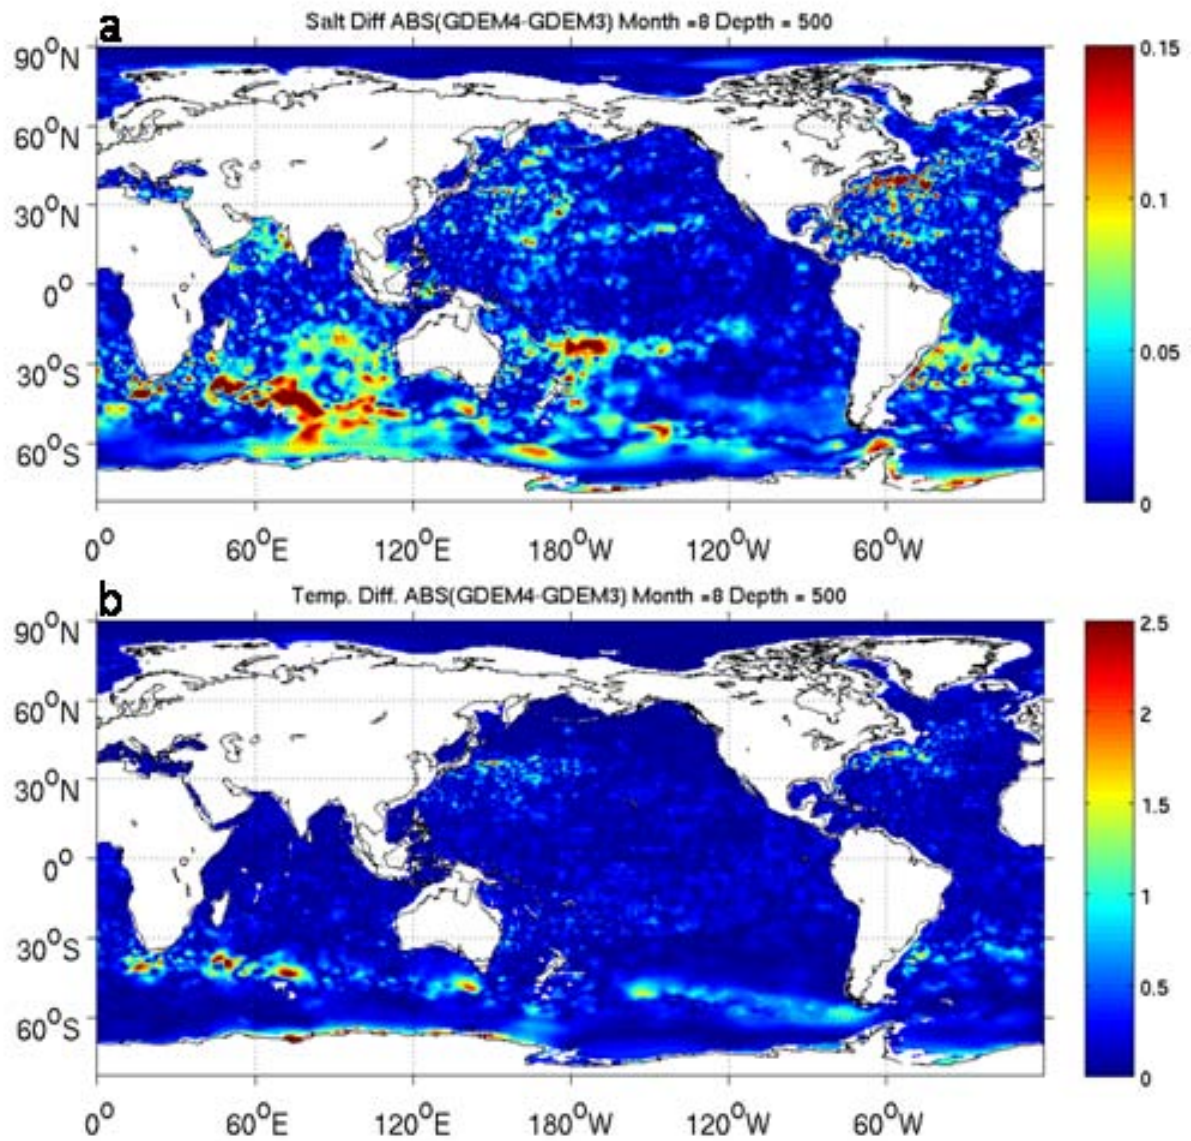 a
Salt Diff ABS(GDEM4-GDEM3) Month =8 Depth = 500
90°N
60°N
30°N
0°
30°S
60°S
0.15
0.1
0.05
0
0° 60°E 120°E 180°W 120°W 60°W
b
Temp. Diff. ABS(GDEM4-GDEM3) Month =8 Depth = 500
90°N
60°N
30°N
0°
30°S
60°S
2.5
2
1.5
1
0.5
0
0° 60°E 120°E 180°W 120°W 60°W